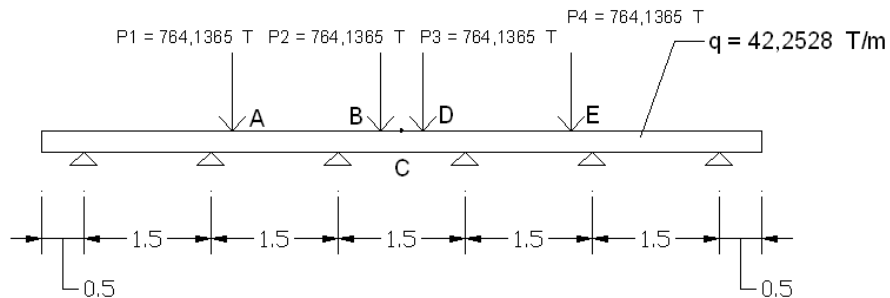 P1 = 764,1365 T P2 = 764,1365 T P3 = 764,1365 T P4 = 764,1365 T
q = 42,2528 T/m
A B D E
C
1.5 1.5 1.5 1.5 1.5
0.5 0.5